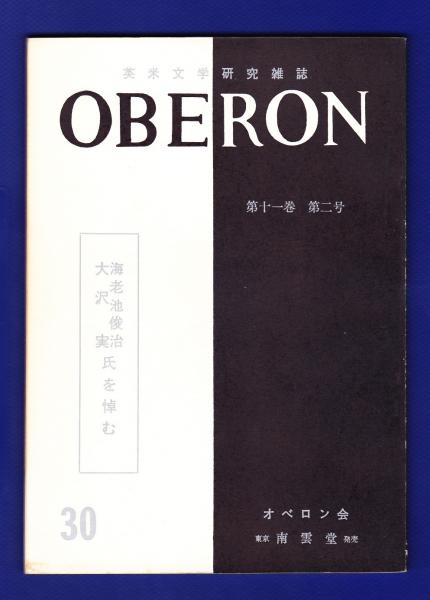 英米文学研究雑誌
OBERON
第十一巻 第二号
海老池俊治
大沢 実
氏を悼む
30
オベロン会
東京 南雲堂 発売